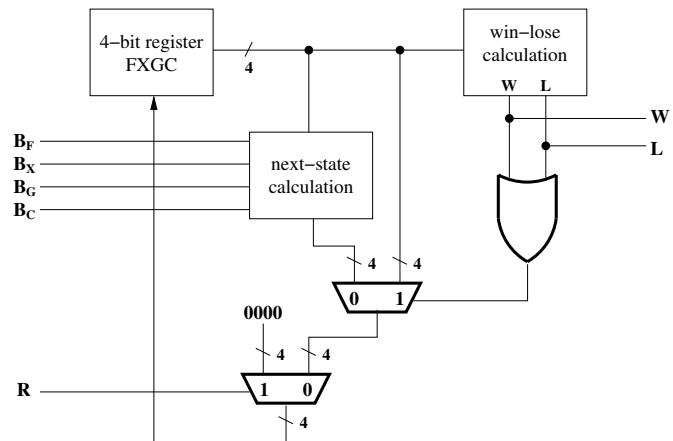 4−bit register
FXGC
4
win−lose
calculation
W L
W
L
B_F
B_X
B_G
B_C
next−state
calculation
4 4
0 1
0000
4 4
R
1 0
4